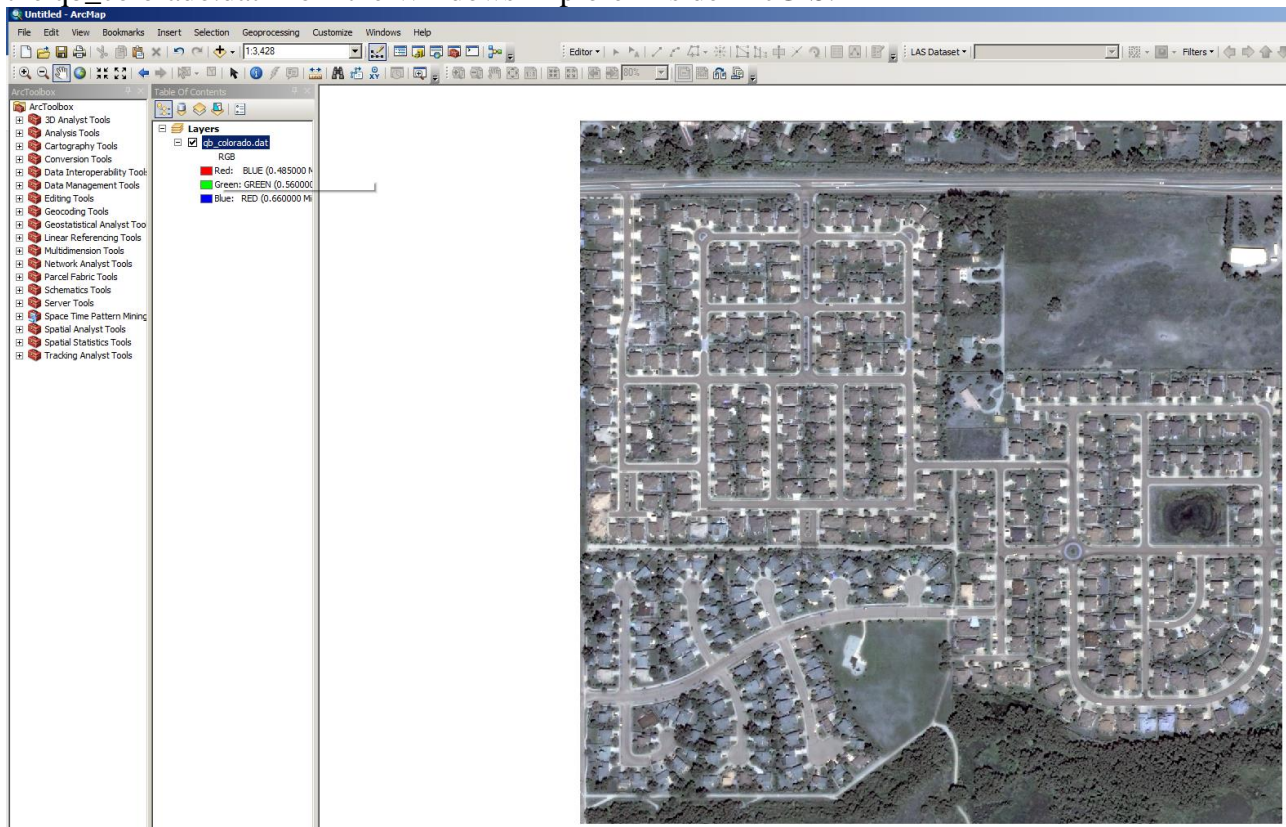 Untitled - ArcMap
File Edit View Bookmarks Insert Selection Geoprocessing Customize Windows Help
1:3,428 Editor LAS Dataset Filters
80%
ArcToolbox
Table Of Contents
ArcToolbox
3D Analyst Tools
Analysis Tools
Cartography Tools
Conversion Tools
Data Interoperability Tools
Data Management Tools
Editing Tools
Geocoding Tools
Geostatistical Analyst Too
Linear Referencing Tools
Multidimension Tools
Network Analyst Tools
Parcel Fabric Tools
Schematics Tools
Server Tools
Space Time Pattern Mining
Spatial Analyst Tools
Spatial Statistics Tools
Tracking Analyst Tools
Layers
qb_colorado.dat
RGB
Red: BLUE (0.485000 M
Green: GREEN (0.560000
Blue: RED (0.660000 Mi